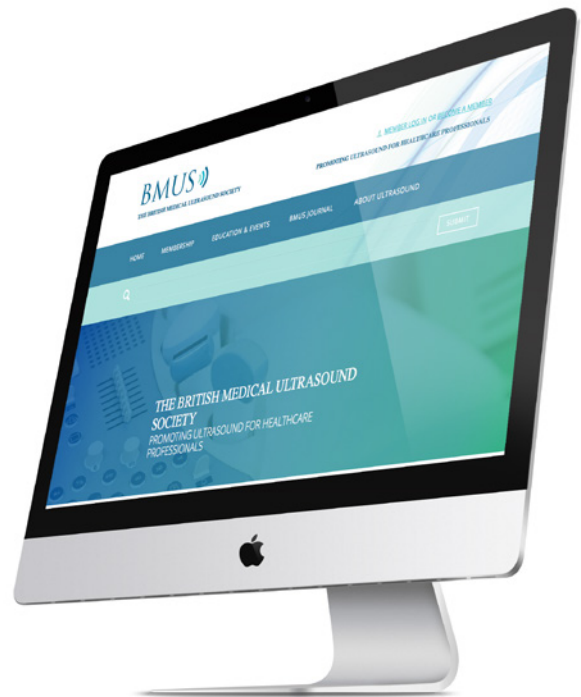 MEMBER LOG IN OR BECOME A MEMBER
BMUS
THE BRITISH MEDICAL ULTRASOUND SOCIETY
PROMOTING ULTRASOUND FOR HEALTHCARE PROFESSIONALS
HOME MEMBERSHIP EDUCATION & EVENTS BMUS JOURNAL ABOUT ULTRASOUND
SUBMIT
THE BRITISH MEDICAL ULTRASOUND
SOCIETY
PROMOTING ULTRASOUND FOR HEALTHCARE
PROFESSIONALS